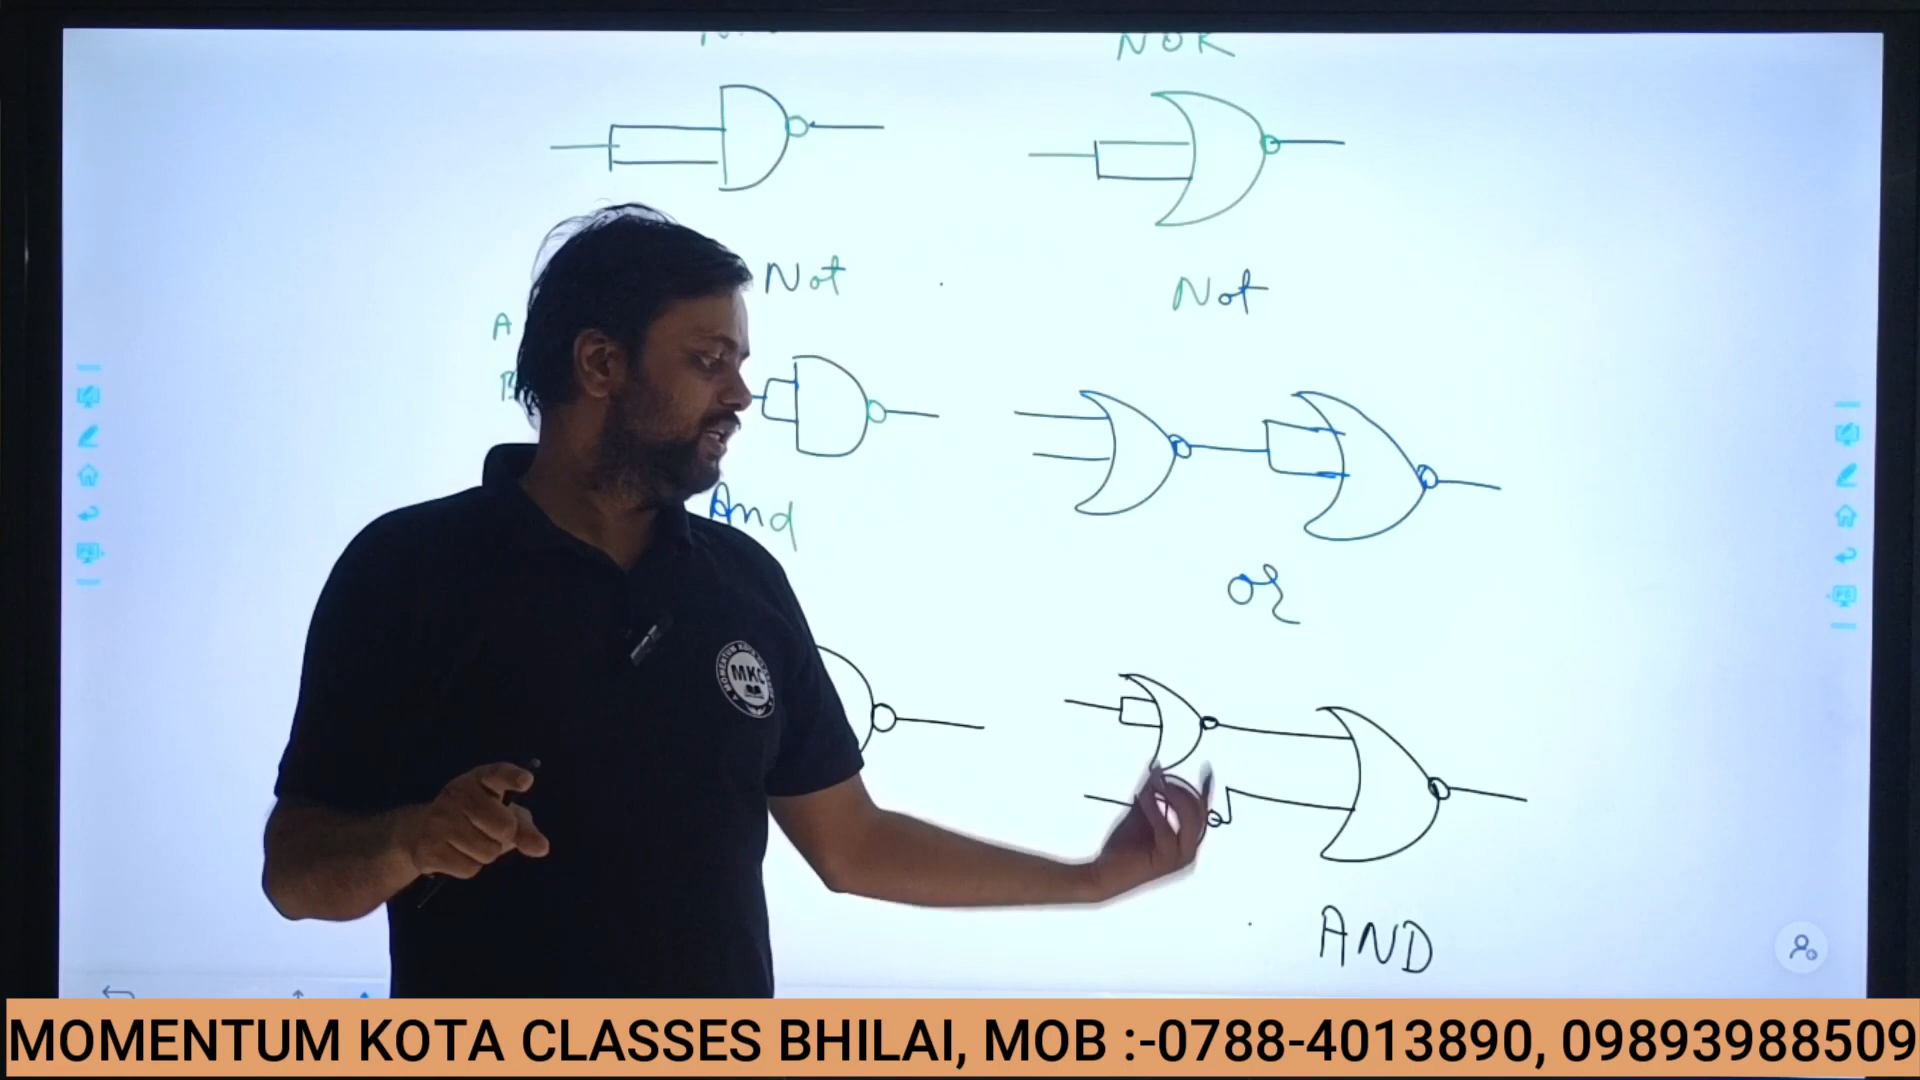 NOR
Not
Not
A
B
And
or
MKC
AND
MOMENTUM KOTA CLASSES BHILAI, MOB :-0788-4013890, 09893988509